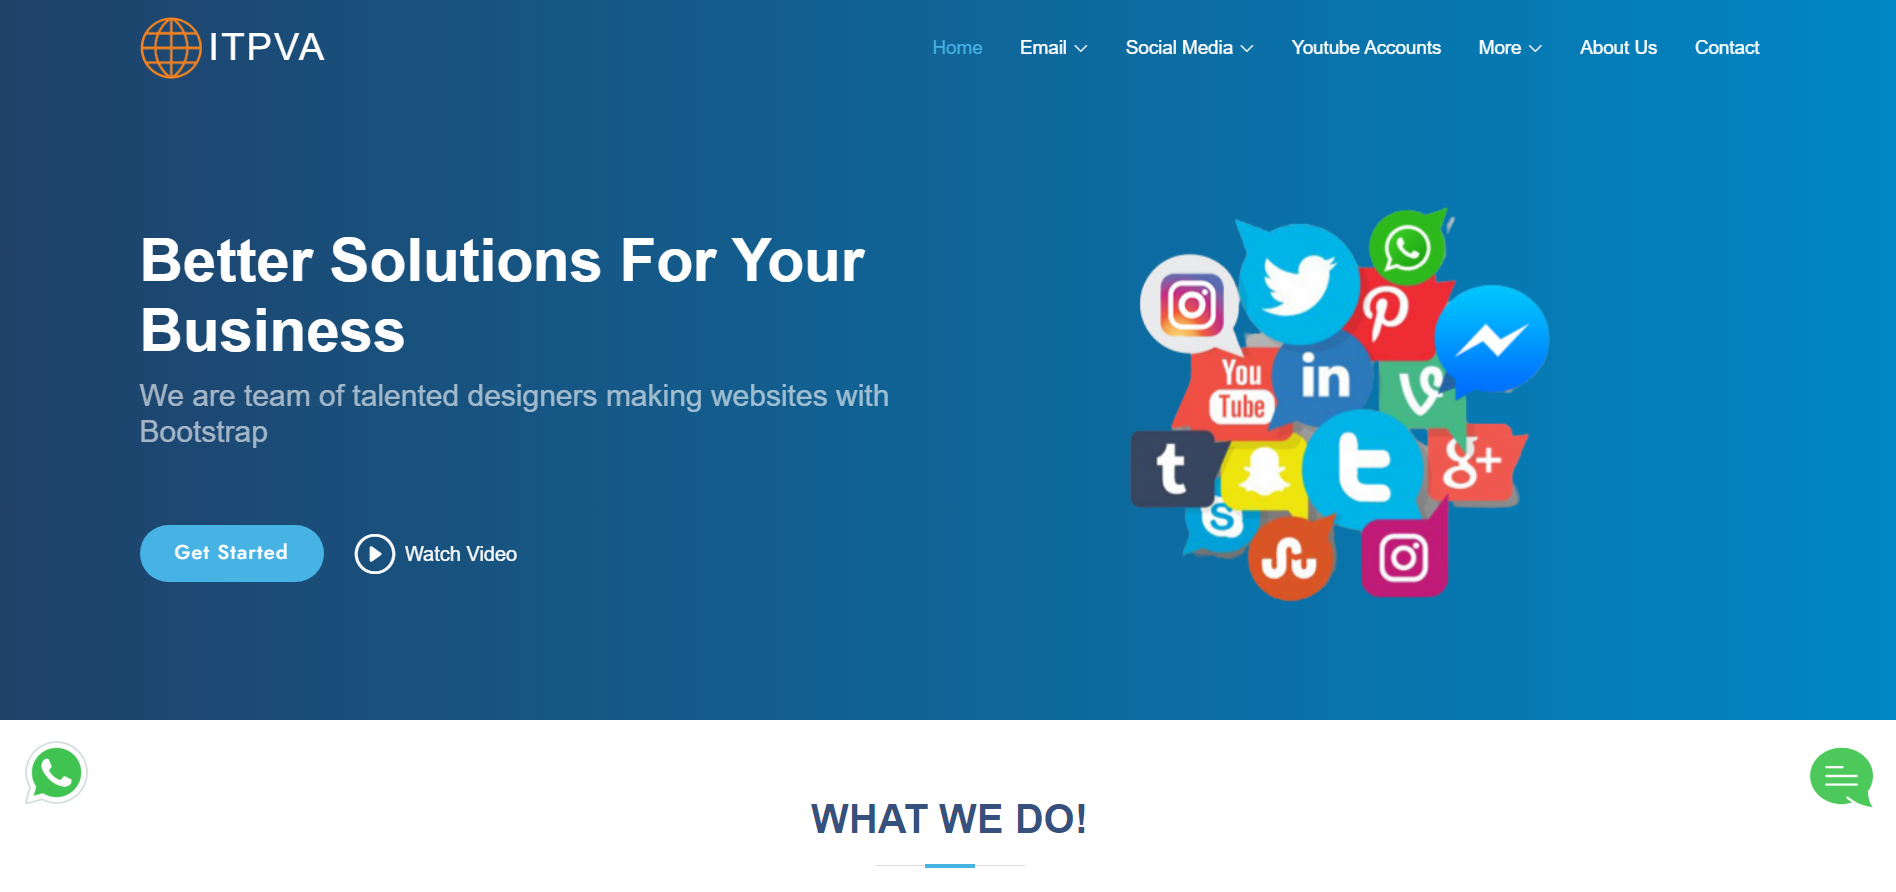 ITPVA
Home Email Social Media Youtube Accounts More About Us Contact
Better Solutions For Your
Business
We are team of talented designers making websites with
Bootstrap
Get Started Watch Video
You
Tube
in
t
S
g+
WHAT WE DO!